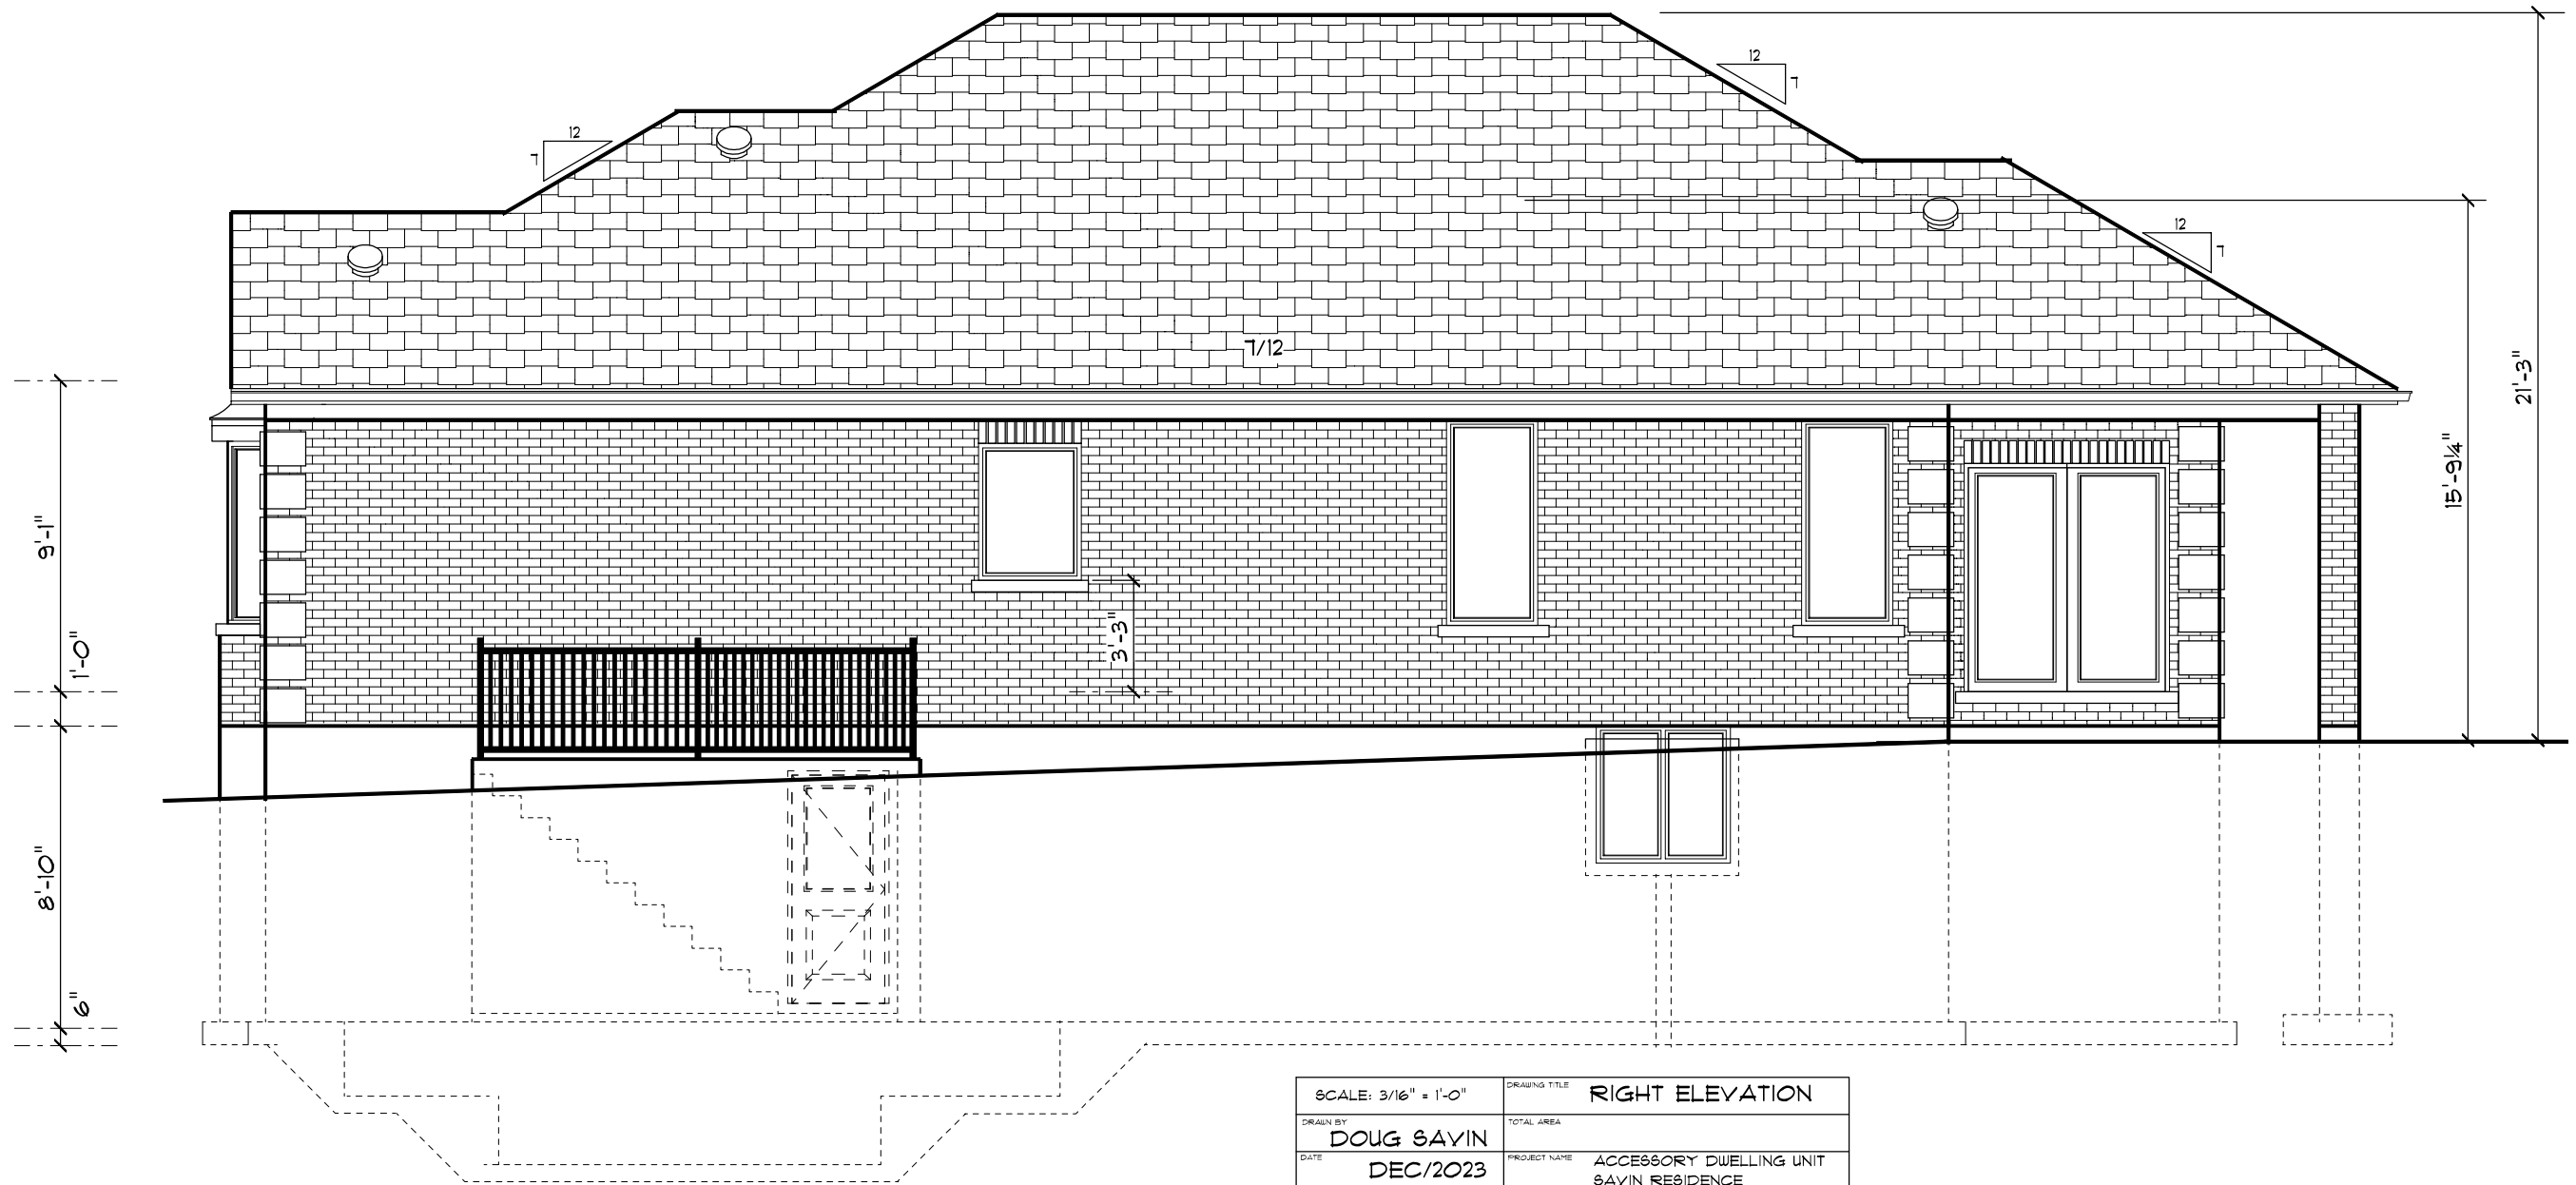 12
7
12
7
12
7
7/12
21'-3"
15'-9¼"
9'-1"
1'-0"
3'-3"
8'-10"
6"
SCALE: 3/16" = 1'-0"
DRAWING TITLE
RIGHT ELEVATION
DRAWN BY
DOUG SAVIN
TOTAL AREA
DATE
DEC/2023
PROJECT NAME
ACCESSORY DWELLING UNIT
SAVIN RESIDENCE